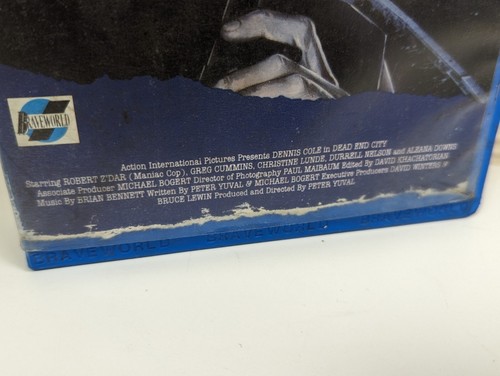 BRAVEWORLD
Action International Pictures Presents DENNIS COLE in DEAD END CITY
Starring ROBERT Z'DAR (Maniac Cop), GREG CUMMINS, CHRISTINE LUNDE, DURRELL NELSON and ALEANA DOWNS
Associate Producer MICHAEL BOGERT Director of Photography PAUL MAIBAUM Edited By DAVID KHACHATORIAN
Music By BRIAN BENNETT Written By PETER YUVAL & MICHAEL BOGERT Executive Producers DAVID WINTERS &
BRUCE LEWIN Produced and Directed By PETER YUVAL
BRAVEWORLD BRAVEWORLD